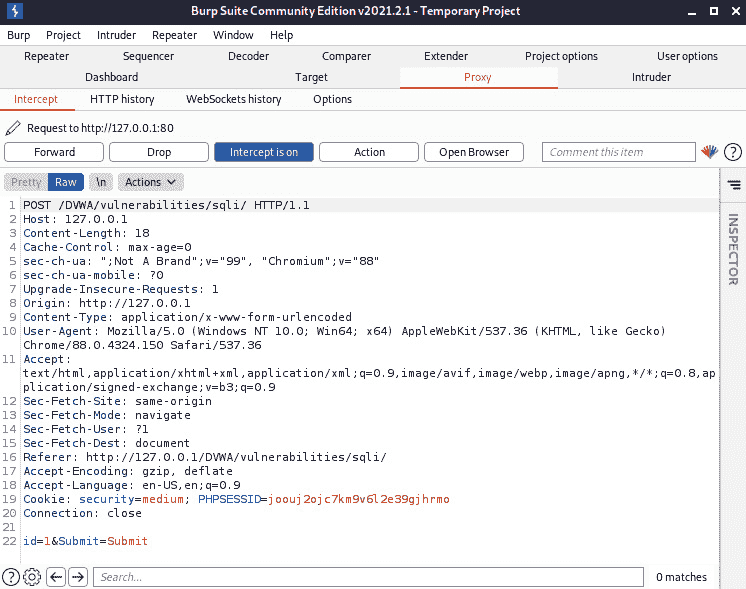 Burp Suite Community Edition v2021.2.1 - Temporary Project
Burp Project Intruder Repeater Window Help
Repeater Sequencer Decoder Comparer Extender Project options User options
Dashboard Target Proxy Intruder
Intercept HTTP history WebSockets history Options
Request to http://127.0.0.1:80
Forward Drop Intercept is on Action Open Browser Comment this item ?
Pretty Raw \n Actions
INSPECTOR
1 POST /DVWA/vulnerabilities/sqli/ HTTP/1.1
2 Host: 127.0.0.1
3 Content-Length: 18
4 Cache-Control: max-age=0
5 sec-ch-ua: ";Not A Brand";v="99", "Chromium";v="88"
6 sec-ch-ua-mobile: ?0
7 Upgrade-Insecure-Requests: 1
8 Origin: http://127.0.0.1
9 Content-Type: application/x-www-form-urlencoded
10 User-Agent: Mozilla/5.0 (Windows NT 10.0; Win64; x64) AppleWebKit/537.36 (KHTML, like Gecko)
Chrome/88.0.4324.150 Safari/537.36
11 Accept:
text/html,application/xhtml+xml,application/xml;q=0.9,image/avif,image/webp,image/apng,*/*;q=0.8,ap
plication/signed-exchange;v=b3;q=0.9
12 Sec-Fetch-Site: same-origin
13 Sec-Fetch-Mode: navigate
14 Sec-Fetch-User: ?1
15 Sec-Fetch-Dest: document
16 Referer: http://127.0.0.1/DVWA/vulnerabilities/sqli/
17 Accept-Encoding: gzip, deflate
18 Accept-Language: en-US,en;q=0.9
19 Cookie: security=medium; PHPSESSID=joouj2ojc7km9v6l2e39gjhrmo
20 Connection: close
21
22 id=1&Submit=Submit
? Search... 0 matches